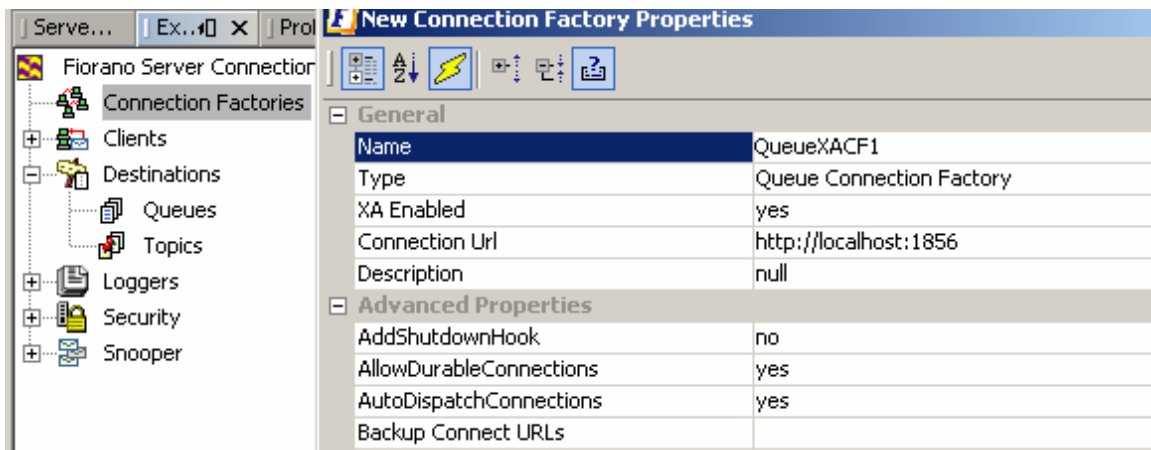 Serve... Ex.. Pro
Fiorano Server Connection
Connection Factories
Clients
Destinations
Queues
Topics
Loggers
Security
Snooper
New Connection Factory Properties
General
Name QueueXACF1
Type Queue Connection Factory
XA Enabled yes
Connection Url http://localhost:1856
Description null
Advanced Properties
AddShutdownHook no
AllowDurableConnections yes
AutoDispatchConnections yes
Backup Connect URLs